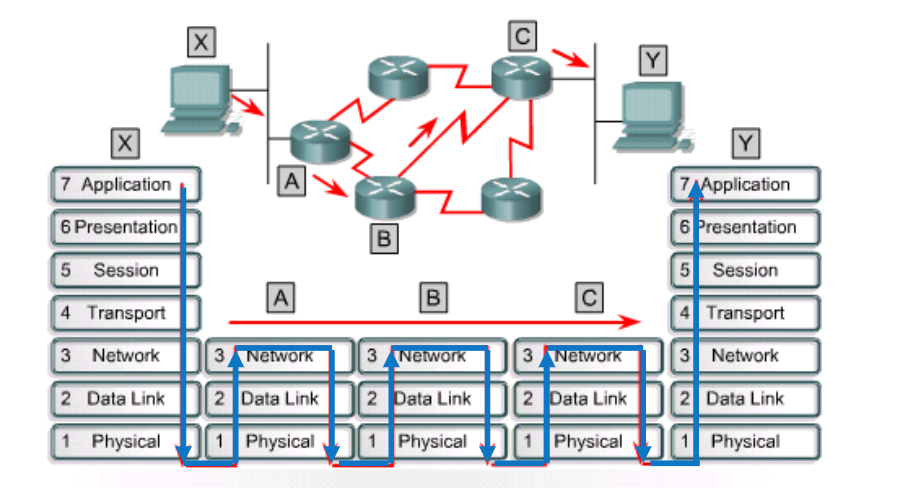 X
C
Y
A
B
X
Y
7 Application
7 Application
6 Presentation
6 Presentation
5 Session
5 Session
A
B
C
4 Transport
4 Transport
3 Network
3 Network
3 Network
3 Network
3 Network
2 Data Link
2 Data Link
2 Data Link
2 Data Link
2 Data Link
1 Physical
1 Physical
1 Physical
1 Physical
1 Physical